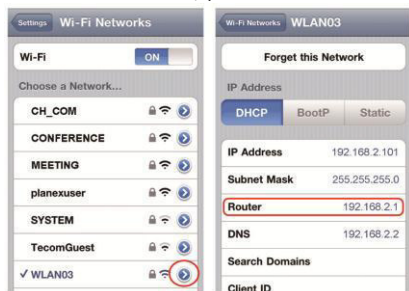 Settings Wi-Fi Networks
Wi-Fi ON
Choose a Network...
CH_COM
CONFERENCE
MEETING
planexuser
SYSTEM
TecomGuest
✓ WLAN03
Wi-Fi Networks WLAN03
Forget this Network
IP Address
DHCP BootP Static
IP Address 192.168.2.101
Subnet Mask 255.255.255.0
Router 192.168.2.1
DNS 192.168.2.2
Search Domains
Client ID